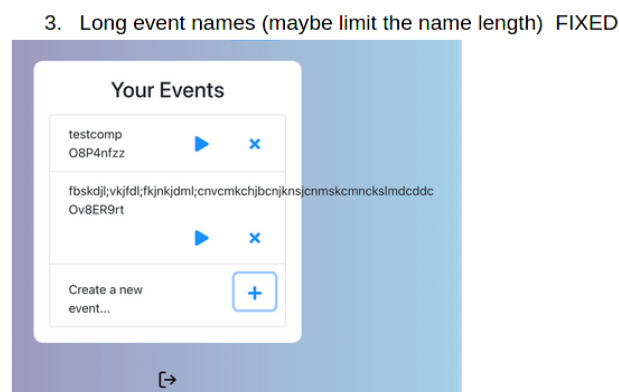 3. Long event names (maybe limit the name length) FIXED
Your Events
testcomp
O8P4nfzz
fbskdjl;vkjfdl;fkjnkjdml;cnvcmkchjbcnjknsjcnmskcmnckslmdcddc
Ov8ER9rt
Create a new
event...